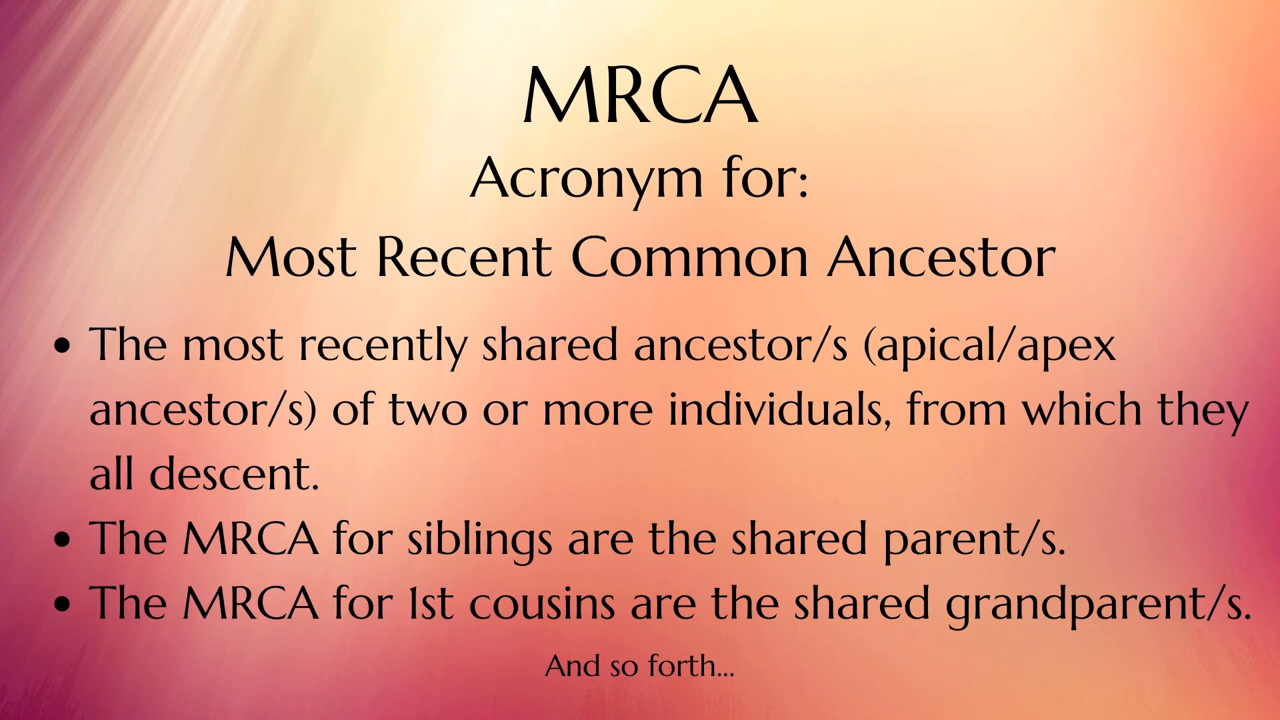 MRCA
Acronym for:
Most Recent Common Ancestor
• The most recently shared ancestor/s (apical/apex
ancestor/s) of two or more individuals, from which they
all descent.
• The MRCA for siblings are the shared parent/s.
• The MRCA for 1st cousins are the shared grandparent/s.
And so forth...